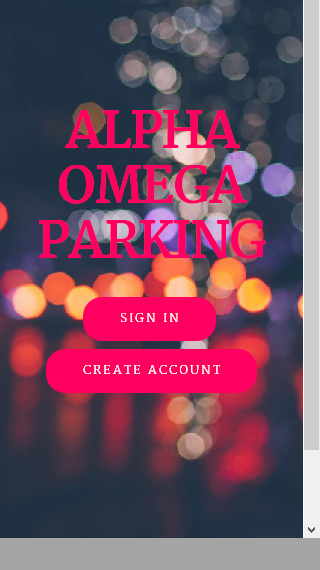 ALPHA
OMEGA
PARKING
SIGN IN
CREATE ACCOUNT